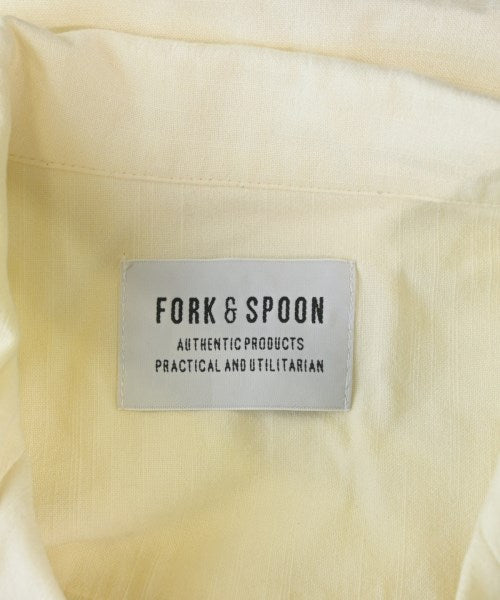 FORK & SPOON
AUTHENTIC PRODUCTS
PRACTICAL AND UTILITARIAN